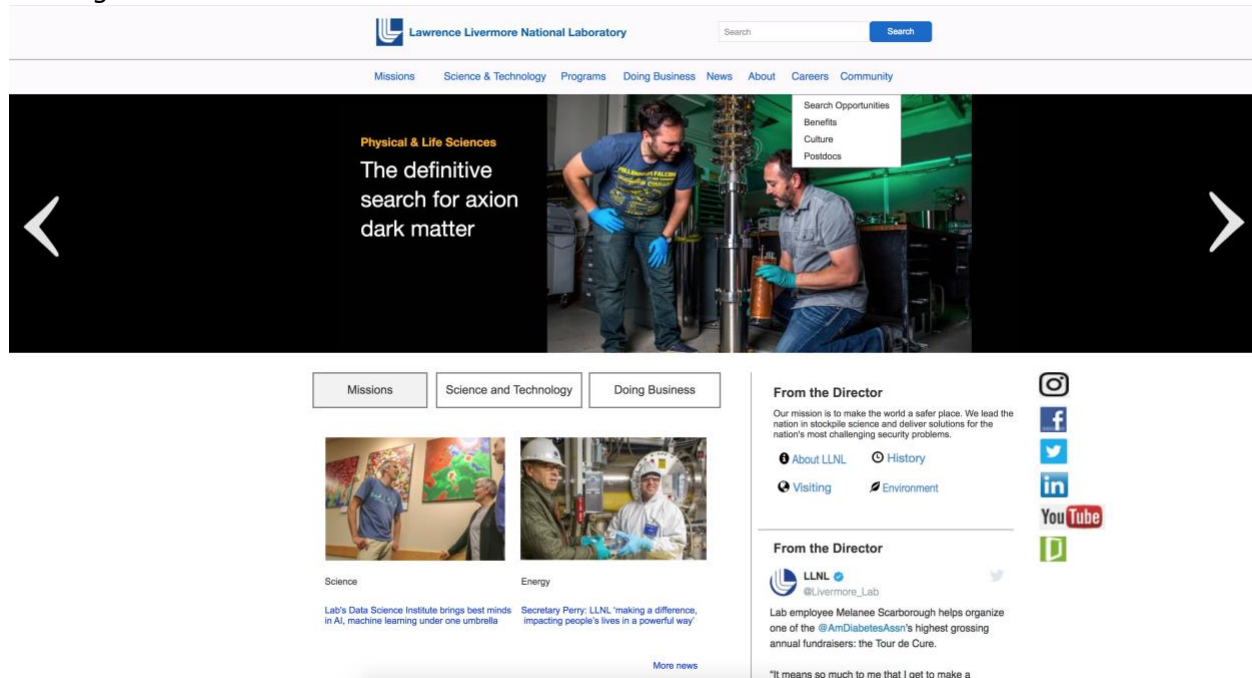 Lawrence Livermore National Laboratory
Search
Search
Missions Science & Technology Programs Doing Business News About Careers Community
Search Opportunities
Benefits
Culture
Postdocs
Physical & Life Sciences
The definitive
search for axion
dark matter
Missions
Science and Technology
Doing Business
Science
Lab's Data Science Institute brings best minds
in AI, machine learning under one umbrella
Energy
Secretary Perry: LLNL 'making a difference,
impacting people's lives in a powerful way'
More news
From the Director
Our mission is to make the world a safer place. We lead the
nation in stockpile science and deliver solutions for the
nation's most challenging security problems.
About LLNL
History
Visiting
Environment
From the Director
LLNL
@Livermore_Lab
Lab employee Melanee Scarborough helps organize
one of the @AmDiabetesAssn's highest grossing
annual fundraisers: the Tour de Cure.
"It means so much to me that I get to make a
f
in
YouTube